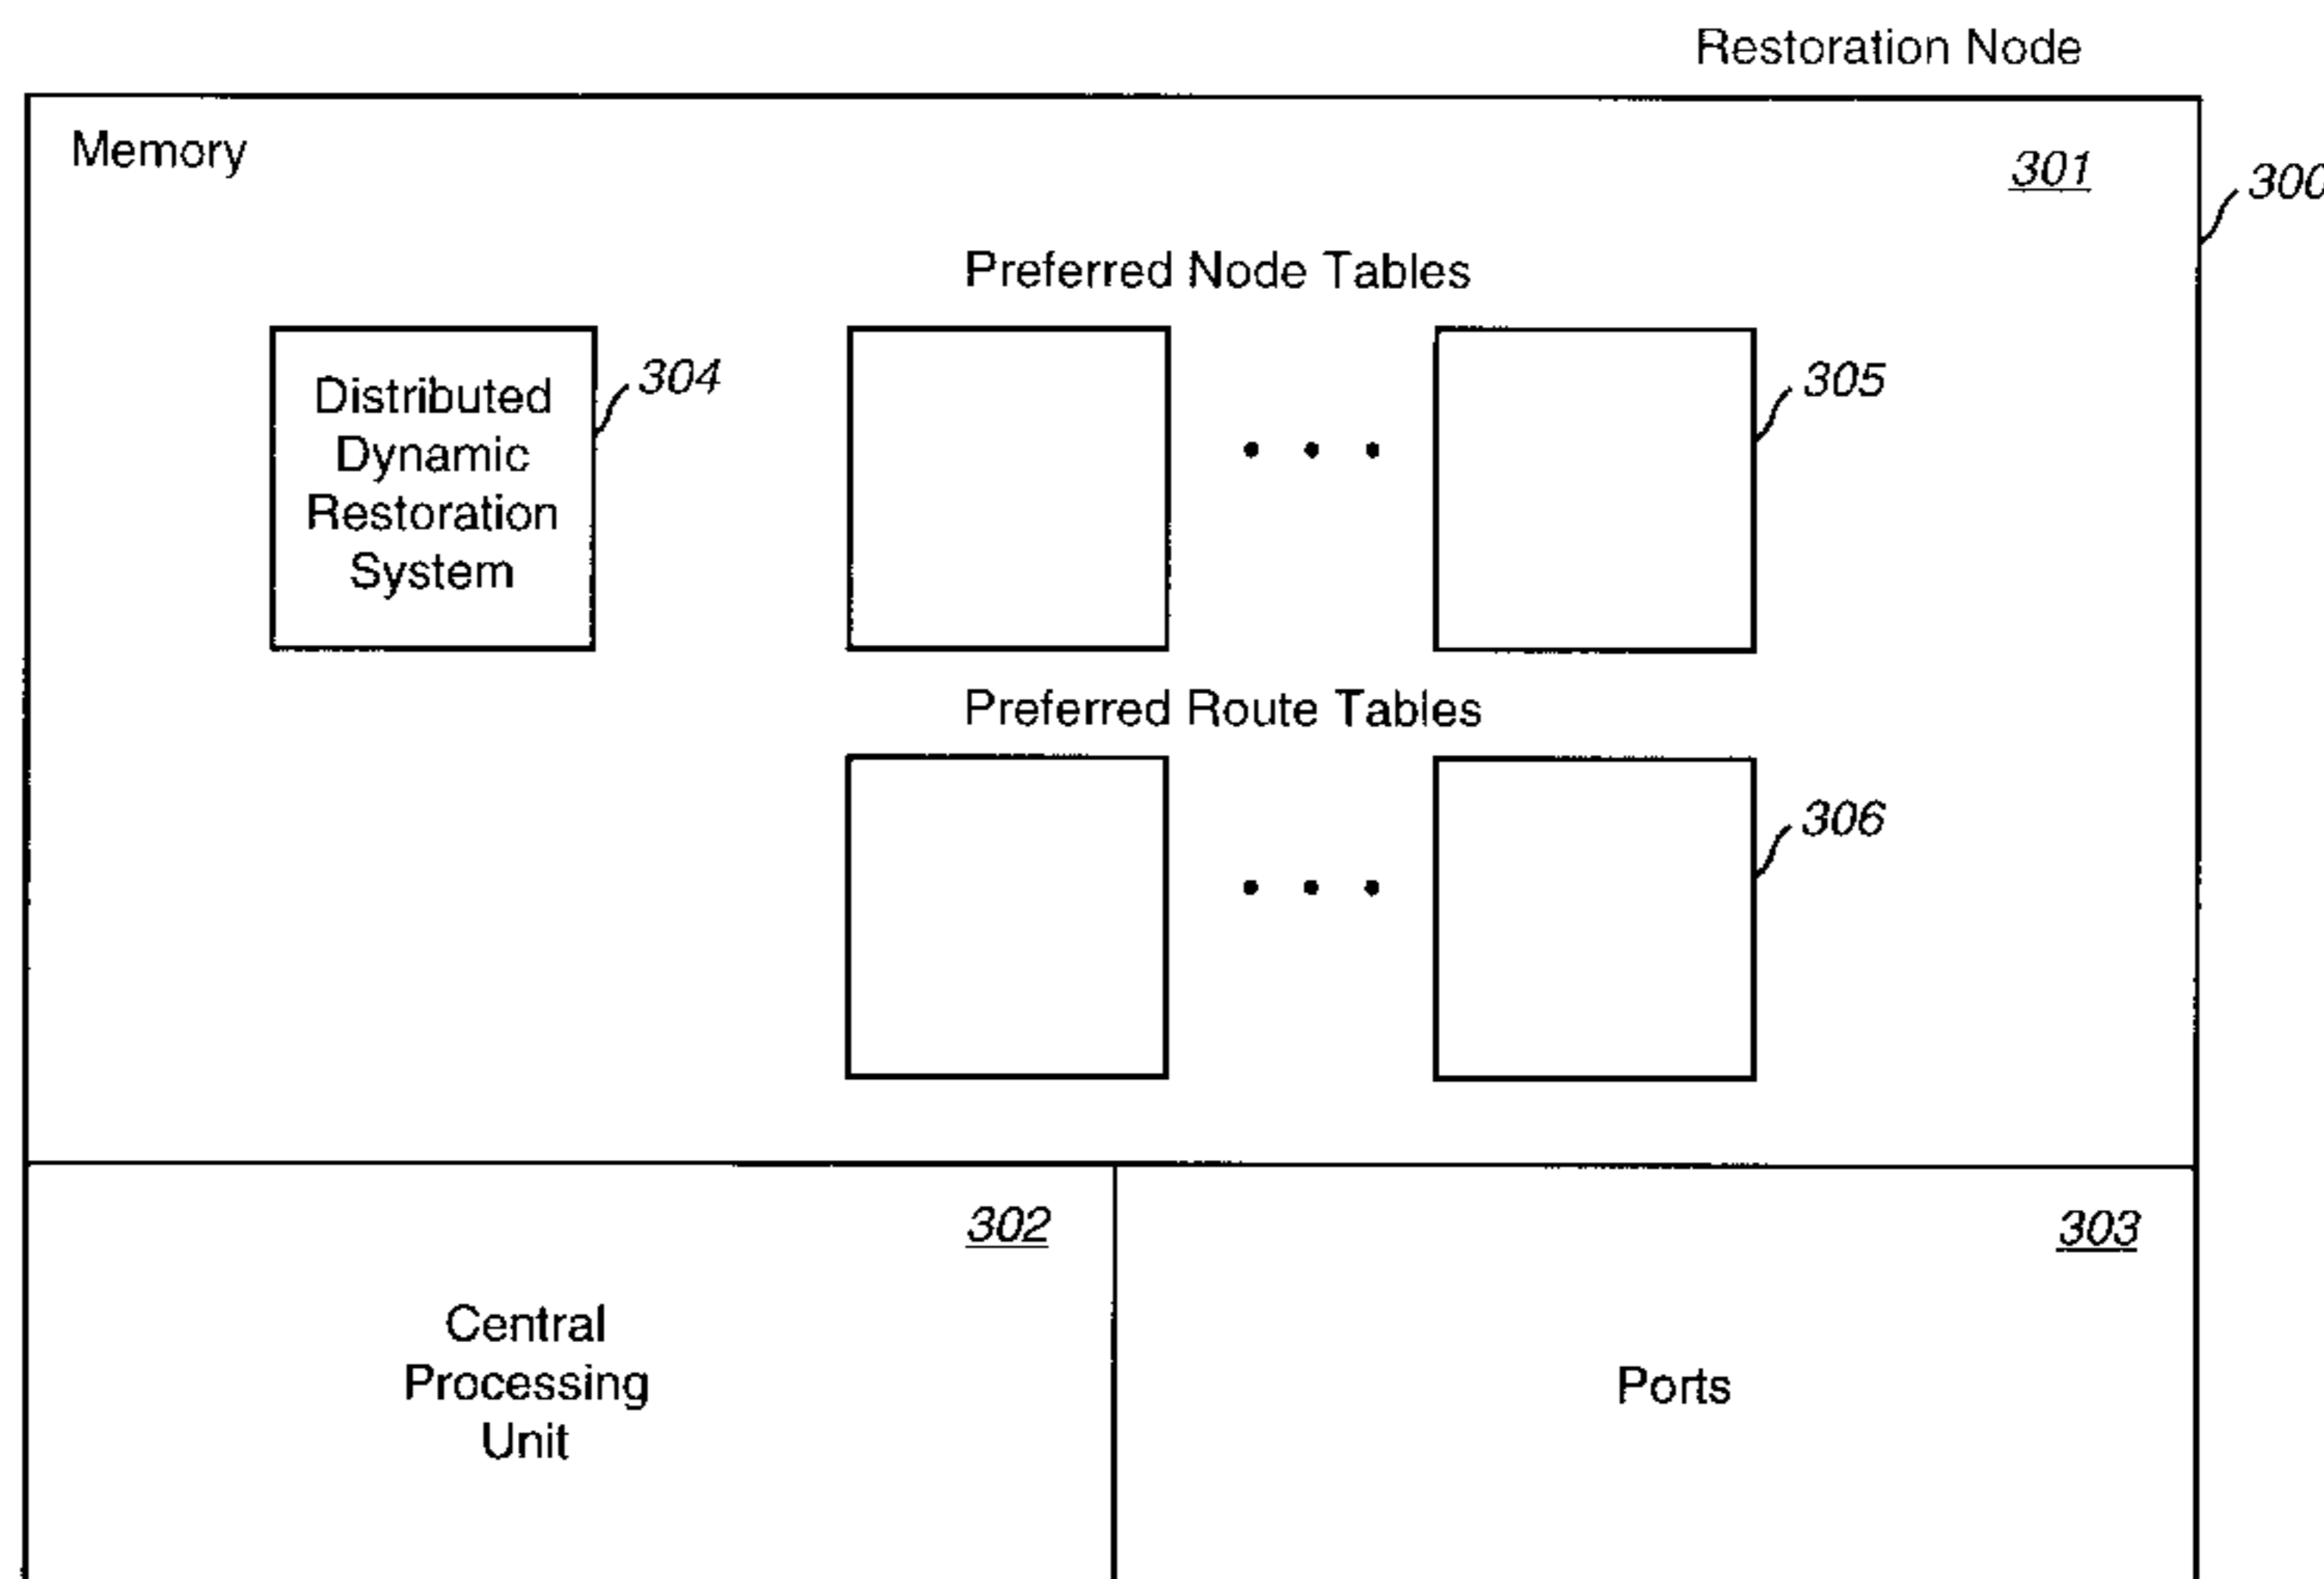 Restoration Node
Memory
301
300
Preferred Node Tables
Distributed
Dynamic
Restoration
System
304
305
Preferred Route Tables
306
302
303
Central
Processing
Unit
Ports